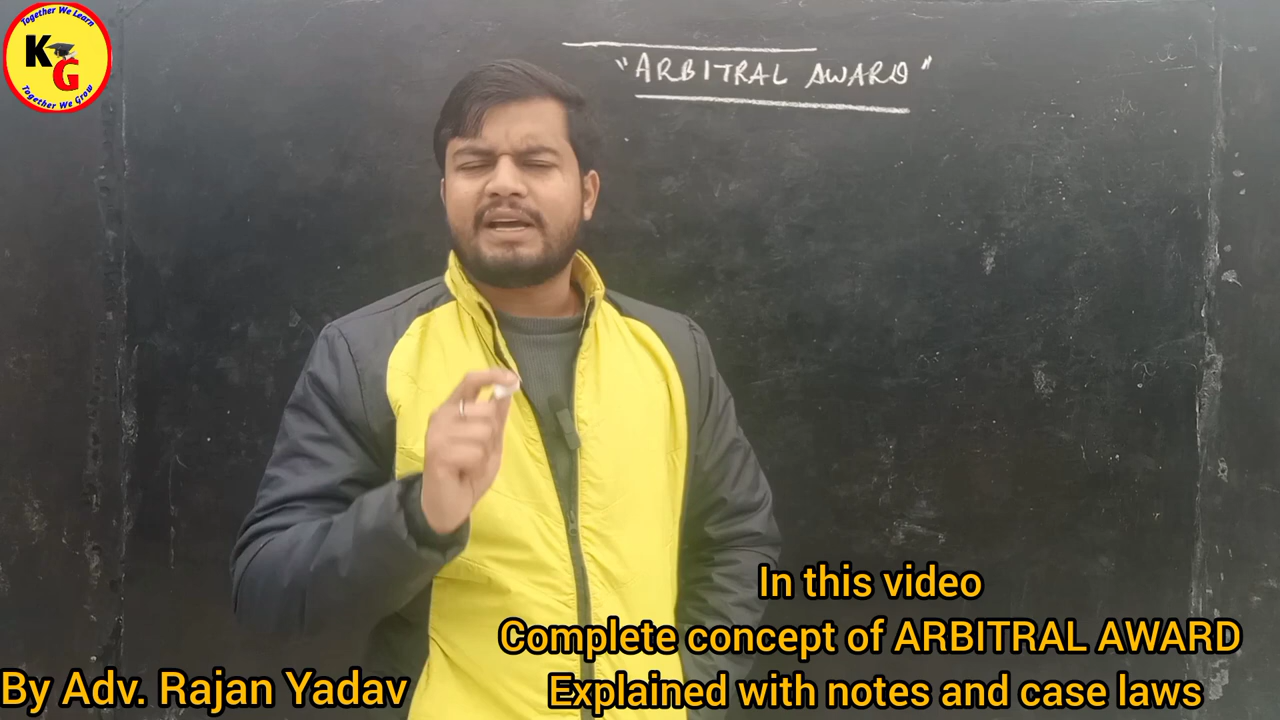 Together We Learn
KG
Together We Grow
"ARBITRAL AWARD"
In this video
Complete concept of ARBITRAL AWARD
Explained with notes and case laws
By Adv. Rajan Yadav